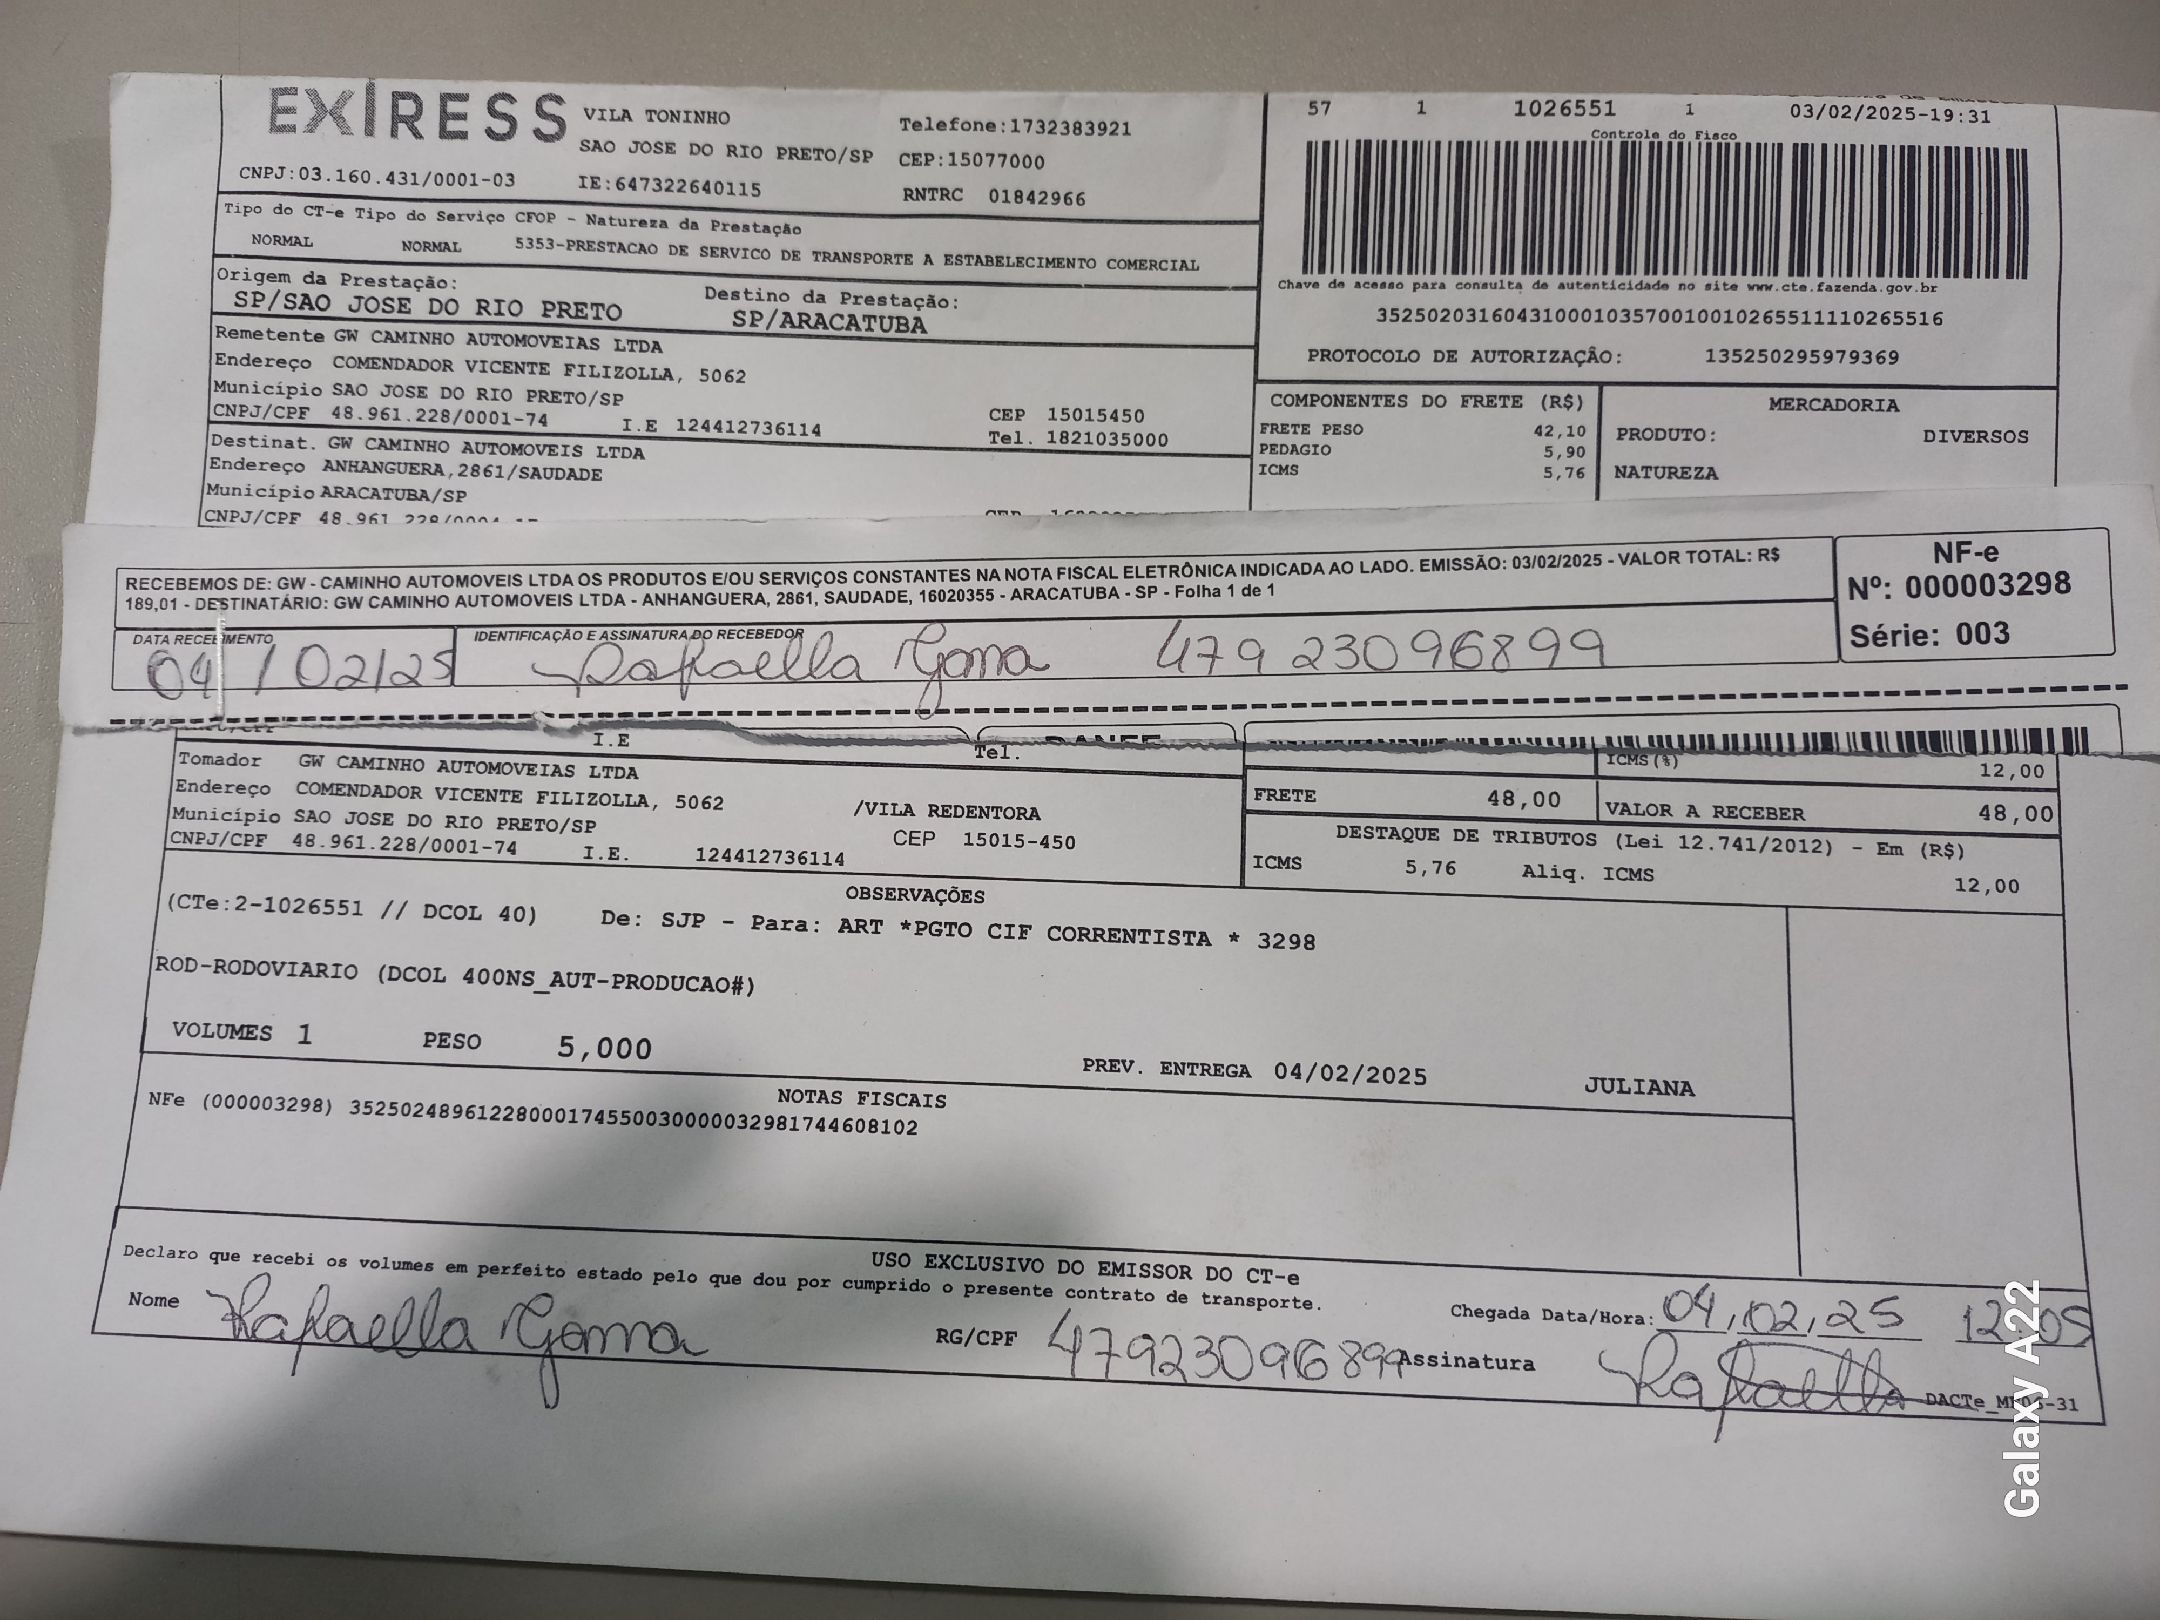 EXPRESS
VILA TONINHO
SAO JOSE DO RIO PRETO/SP
Telefone:1732383921
CEP:15077000
CNPJ:03.160.431/0001-03 IE:647322640115 RNTRC 01842966
57 1 1026551 1 03/02/2025-19:31
Controle do Fisco
Tipo do CT-e Tipo do Serviço CFOP - Natureza da Prestação
NORMAL NORMAL 5353-PRESTACAO DE SERVICO DE TRANSPORTE A ESTABELECIMENTO COMERCIAL
Origem da Prestação: Destino da Prestação:
SP/SAO JOSE DO RIO PRETO SP/ARACATUBA
Chave de acesso para consulta de autenticidade no site www.cte.fazenda.gov.br
35250203160431000103570010010265511110265516
PROTOCOLO DE AUTORIZAÇÃO: 135250295979369
Remetente GW CAMINHO AUTOMOVEIAS LTDA
Endereço COMENDADOR VICENTE FILIZOLLA, 5062
Município SAO JOSE DO RIO PRETO/SP
CNPJ/CPF 48.961.228/0001-74 I.E 124412736114
CEP 15015450
Tel. 1821035000
Destinat. GW CAMINHO AUTOMOVEIS LTDA
Endereço ANHANGUERA,2861/SAUDADE
Município ARACATUBA/SP
CNPJ/CPF
COMPONENTES DO FRETE (R$)
FRETE PESO 42,10
PEDAGIO 5,90
ICMS 5,76
MERCADORIA
PRODUTO: DIVERSOS
NATUREZA
RECEBEMOS DE: GW - CAMINHO AUTOMOVEIS LTDA OS PRODUTOS E/OU SERVIÇOS CONSTANTES NA NOTA FISCAL ELETRÔNICA INDICADA AO LADO. EMISSÃO: 03/02/2025 - VALOR TOTAL: R$
189,01 - DESTINATÁRIO: GW CAMINHO AUTOMOVEIS LTDA - ANHANGUERA, 2861, SAUDADE, 16020355 - ARACATUBA - SP - Folha 1 de 1
NF-e
Nº: 000003298
Série: 003
DATA RECEBIMENTO IDENTIFICAÇÃO E ASSINATURA DO RECEBEDOR
04/02/25 Rafaella Gama 47923096899
I.E Tel.
Tomador GW CAMINHO AUTOMOVEIAS LTDA
Endereço COMENDADOR VICENTE FILIZOLLA, 5062 /VILA REDENTORA
Município SAO JOSE DO RIO PRETO/SP CEP 15015-450
CNPJ/CPF 48.961.228/0001-74 I.E. 124412736114
ICMS(%) 12,00
FRETE 48,00 VALOR A RECEBER 48,00
DESTAQUE DE TRIBUTOS (Lei 12.741/2012) - Em (R$)
ICMS 5,76 Aliq. ICMS 12,00
OBSERVAÇÕES
(CTe:2-1026551 // DCOL 40) De: SJP - Para: ART *PGTO CIF CORRENTISTA * 3298
ROD-RODOVIARIO (DCOL 400NS_AUT-PRODUCAO#)
VOLUMES 1 PESO 5,000 PREV. ENTREGA 04/02/2025 JULIANA
NOTAS FISCAIS
NFe (000003298) 35250248961228000174550030000032981744608102
USO EXCLUSIVO DO EMISSOR DO CT-e
Declaro que recebi os volumes em perfeito estado pelo que dou por cumprido o presente contrato de transporte.
Nome Rafaella Gama RG/CPF 47923096899 Chegada Data/Hora: 04,02,25 12:05
Assinatura Rafaella
Galaxy A22